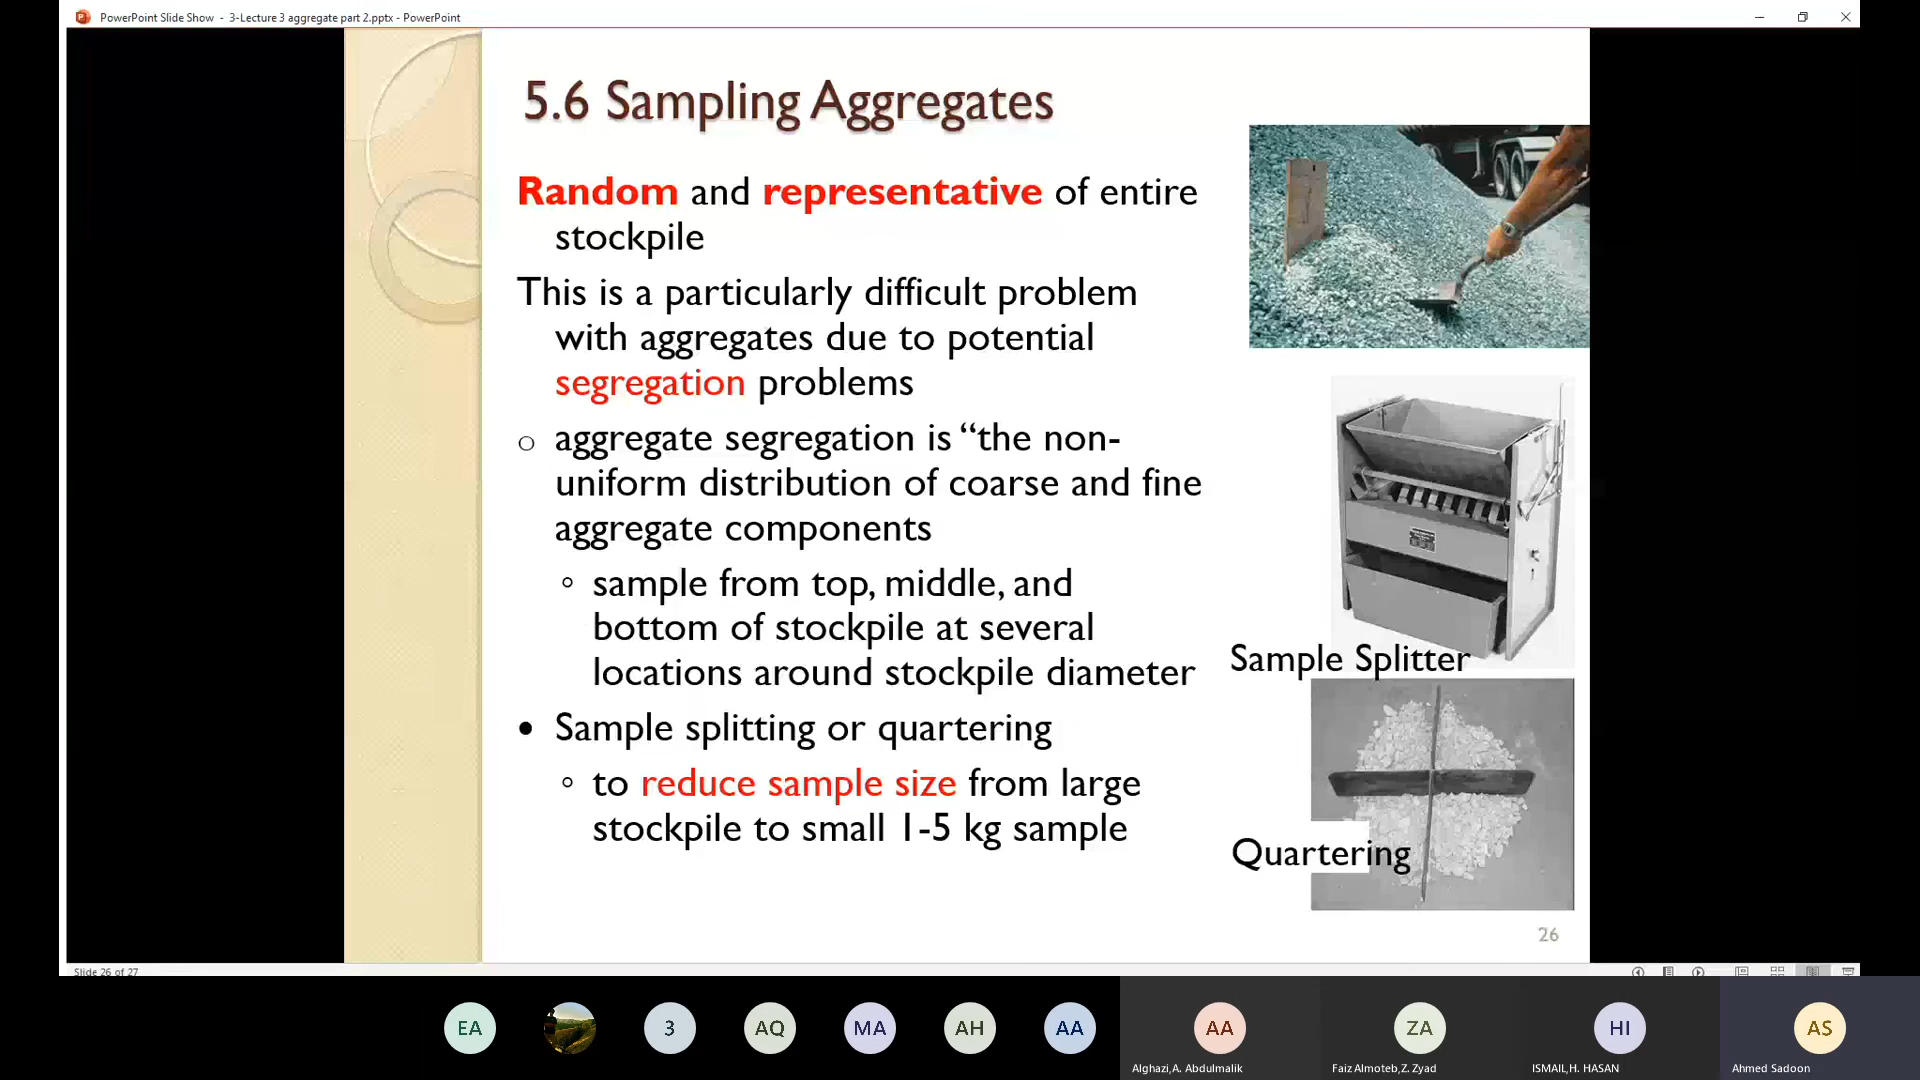 PowerPoint Slide Show - 3-Lecture 3 aggregate part 2.pptx - PowerPoint
5.6 Sampling Aggregates
Random and representative of entire
stockpile
This is a particularly difficult problem
with aggregates due to potential
segregation problems
aggregate segregation is “the non-
uniform distribution of coarse and fine
aggregate components
sample from top, middle, and
bottom of stockpile at several
locations around stockpile diameter
• Sample splitting or quartering
to reduce sample size from large
stockpile to small 1-5 kg sample
Sample Splitter
Quartering
26
Slide 26 of 27
EA
3
AQ
MA
AH
AA
AA
ZA
HI
AS
Alghazi,A. Abdulmalik
Faiz Almoteb,Z. Zyad
ISMAIL,H. HASAN
Ahmed Sadoon